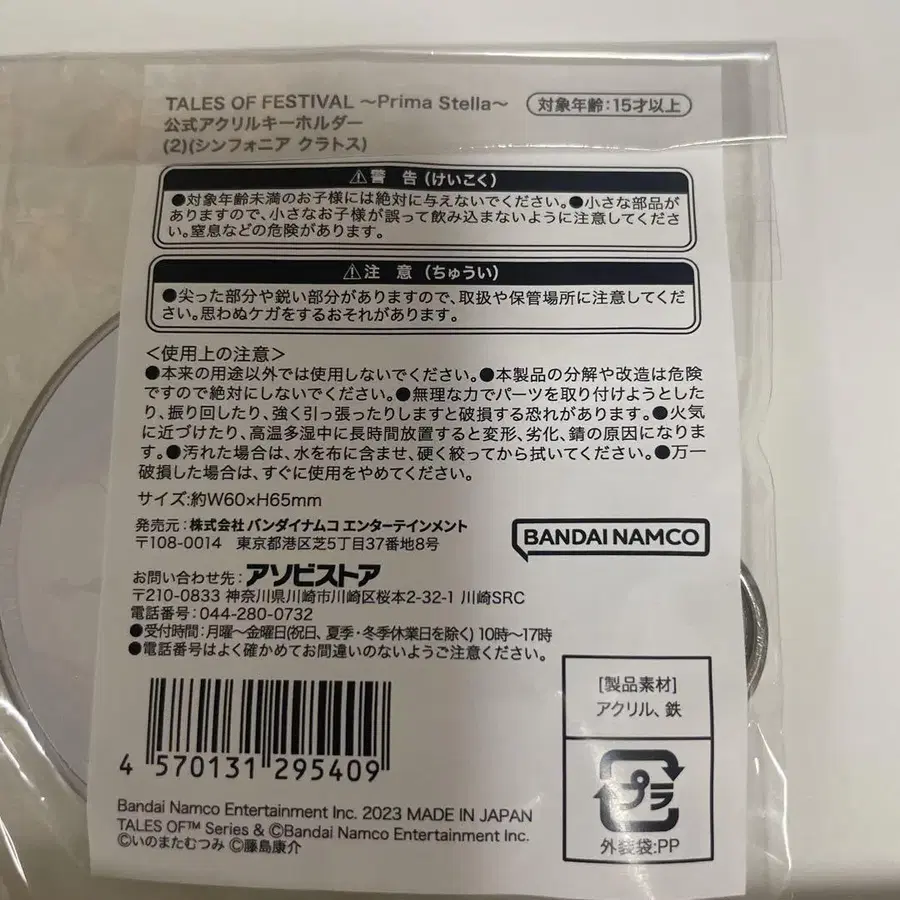 TALES OF FESTIVAL ～Prima Stella～ 対象年齢:15才以上
公式アクリルキーホルダー
(2)(シンフォニア クラトス)
⚠警 告(けいこく)
●対象年齢未満のお子様には絶対に与えないでください。●小さな部品が
ありますので、小さなお子様が誤って飲み込まないように注意してくださ
い。窒息などの危険があります。
⚠注 意(ちゅうい)
●尖った部分や鋭い部分がありますので、取扱や保管場所に注意してくだ
さい。思わぬケガをするおそれがあります。
＜使用上の注意＞
●本来の用途以外では使用しないでください。●本製品の分解や改造は危険
ですので絶対にしないでください。●無理な力でパーツを取り付けようとした
り、振り回したり、強く引っ張ったりしますと破損する恐れがあります。●火気
に近づけたり、高温多湿中に長時間放置すると変形、劣化、錆の原因になりま
す。●汚れた場合は、水を布に含ませ、硬く絞ってから拭いてください。●万一
破損した場合は、すぐに使用をやめてください。
サイズ:約W60×H65mm
発売元:株式会社 バンダイナムコ エンターテインメント
〒108-0014 東京都港区芝5丁目37番地8号
BANDAI NAMCO
お問い合わせ先:アソビストア
〒210-0833 神奈川県川崎市川崎区桜本2-32-1 川崎SRC
電話番号:044-280-0732
●受付時間:月曜～金曜日(祝日、夏季・冬季休業日を除く) 10時～17時
●電話番号はよく確かめてお間違いのないようご注意ください。
[製品素材]
アクリル、鉄
4 570131 295409
プラ
外装袋:PP
Bandai Namco Entertainment Inc. 2023 MADE IN JAPAN
TALES OF™ Series & ©Bandai Namco Entertainment Inc.
©いのまたむつみ ©藤島康介